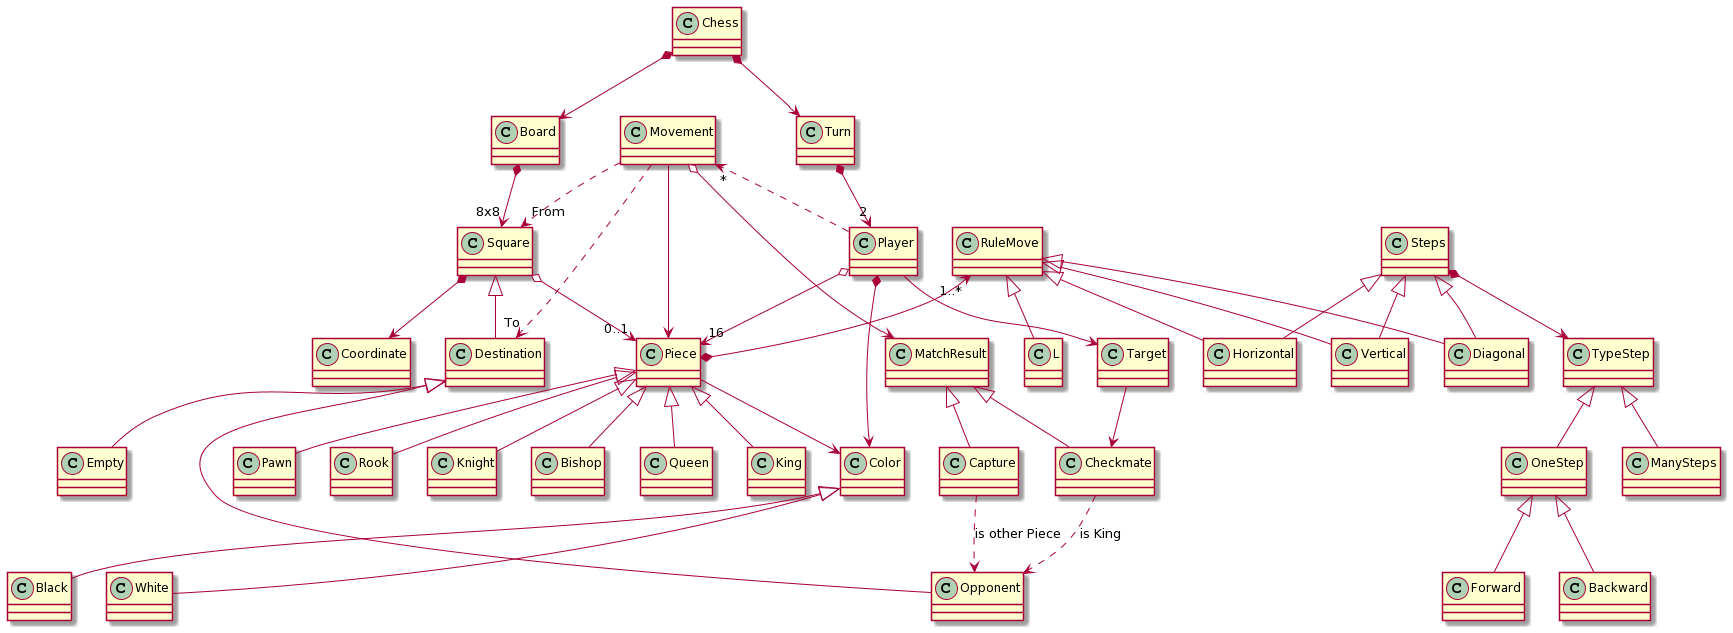 C Chess
C Board
C Movement
C Turn
*
8x8
From
2
C Square
C Player
C RuleMove
C Steps
1..*
To
0..1
16
C Coordinate
C Destination
C Piece
C MatchResult
C L
C Target
C Horizontal
C Vertical
C Diagonal
C TypeStep
C Empty
C Pawn
C Rook
C Knight
C Bishop
C Queen
C King
C Color
C Capture
C Checkmate
C OneStep
C ManySteps
is other Piece
is King
C Black
C White
C Opponent
C Forward
C Backward